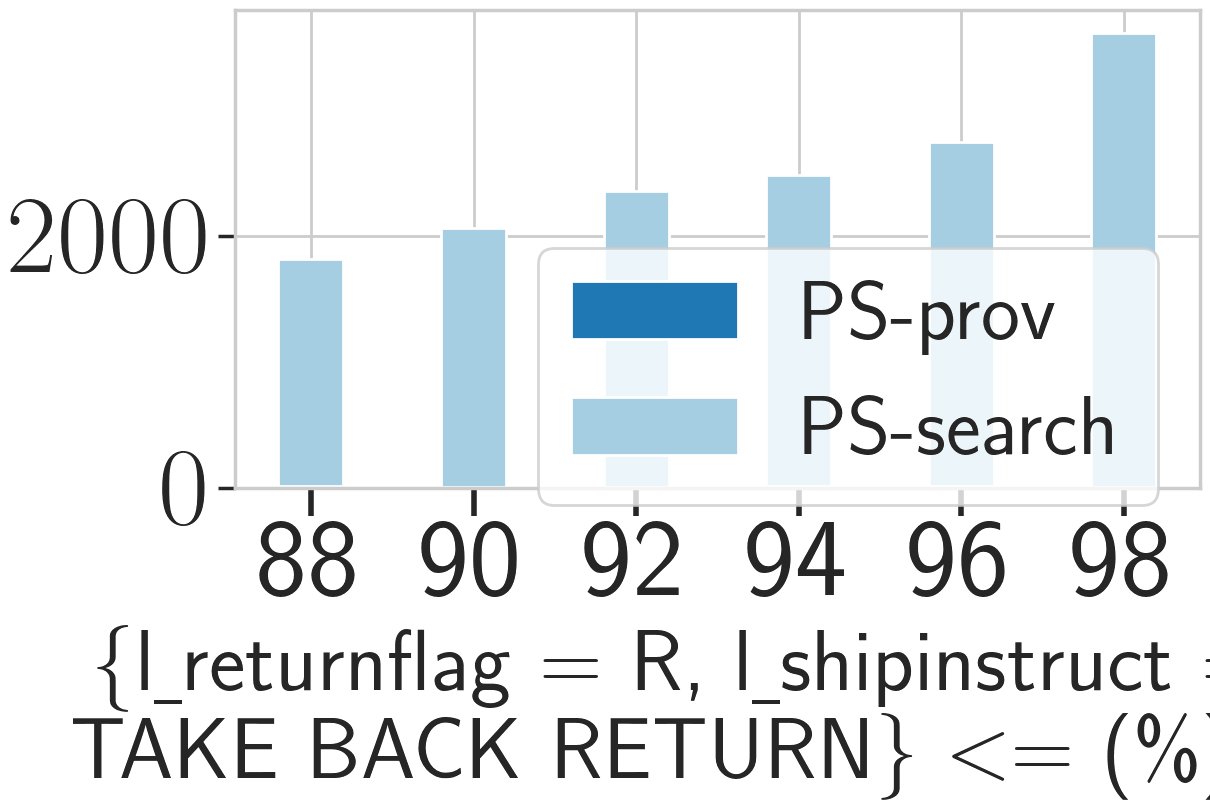 2000
0
PS-prov
PS-search
88 90 92 94 96 98
{l_returnflag = R, l_shipinstruct =
TAKE BACK RETURN} <= (%)